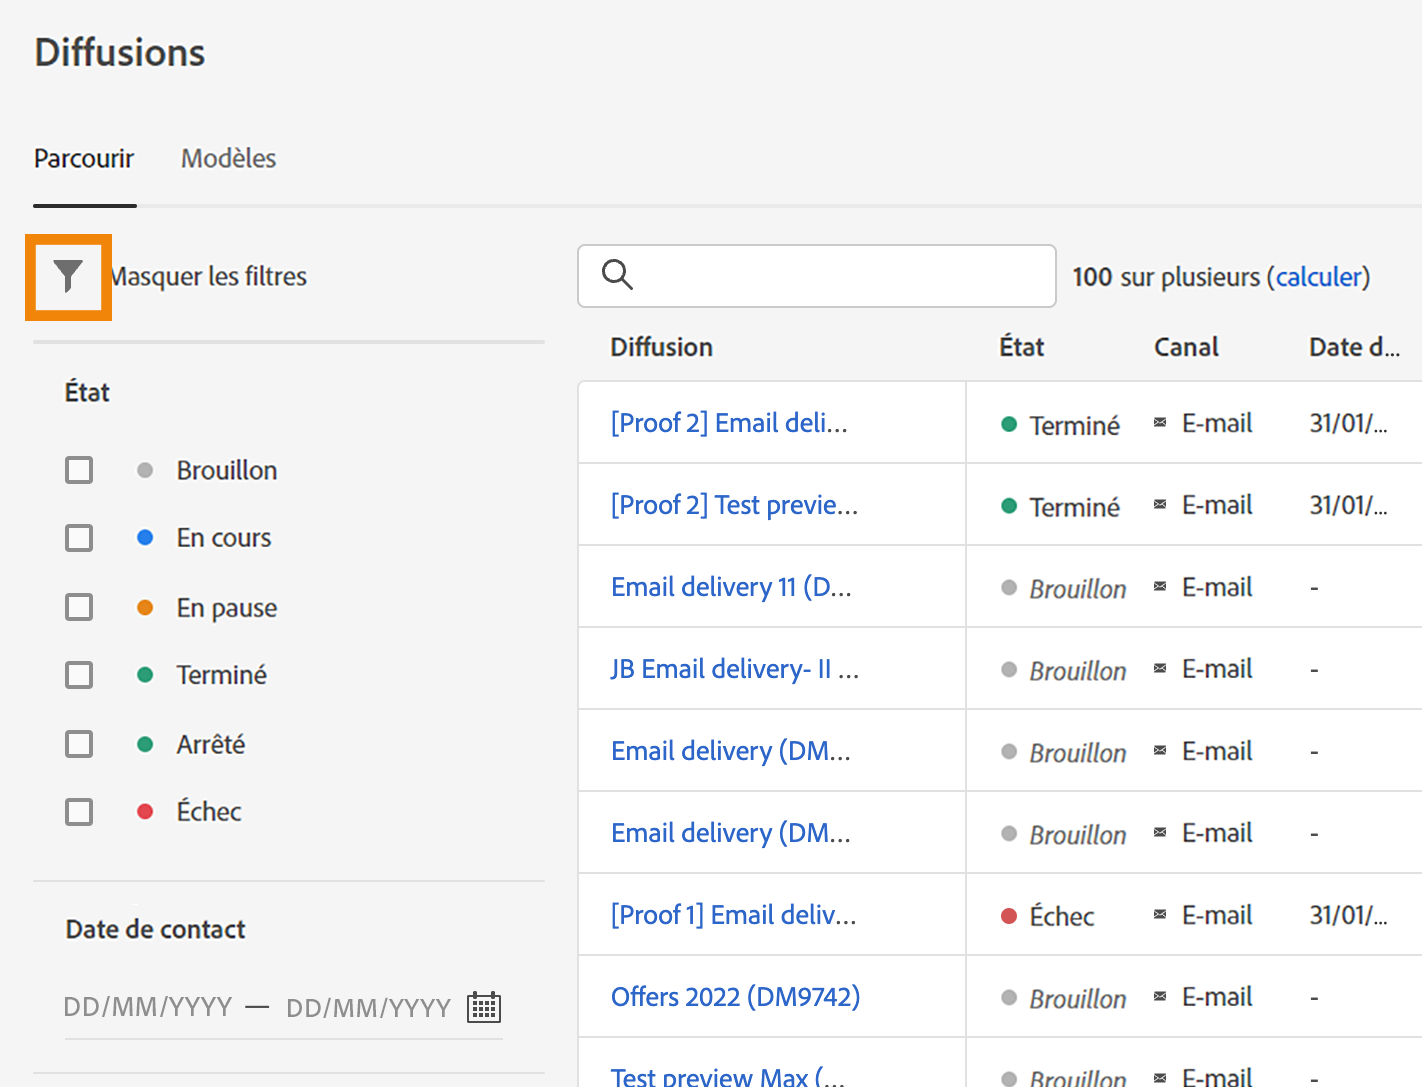 Diffusions
Parcourir Modèles
Masquer les filtres
100 sur plusieurs (calculer)
État
Brouillon
En cours
En pause
Terminé
Arrêté
Échec
Date de contact
DD/MM/YYYY — DD/MM/YYYY
Diffusion État Canal Date d...
[Proof 2] Email deli... Terminé E-mail 31/01/...
[Proof 2] Test previe... Terminé E-mail 31/01/...
Email delivery 11 (D... Brouillon E-mail -
JB Email delivery- II ... Brouillon E-mail -
Email delivery (DM... Brouillon E-mail -
Email delivery (DM... Brouillon E-mail -
[Proof 1] Email deliv... Échec E-mail 31/01/...
Offers 2022 (DM9742) Brouillon E-mail -
Test preview Max (... Brouillon E-mail -